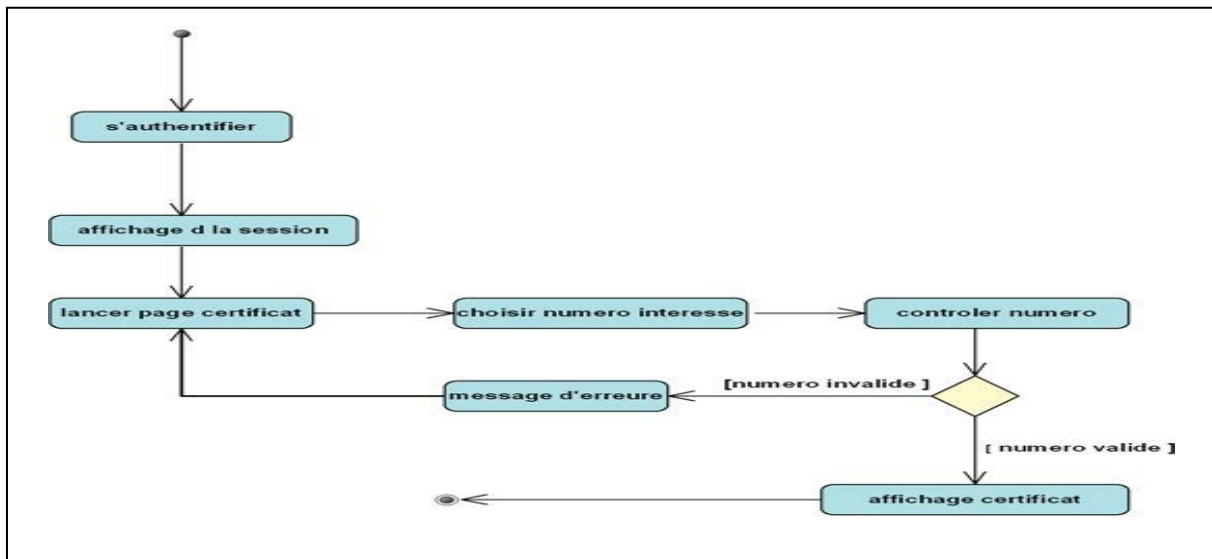 s'authentifier
affichage d la session
lancer page certificat
choisir numero interesse
controler numero
[numero invalide ]
message d'erreure
[ numero valide ]
affichage certificat